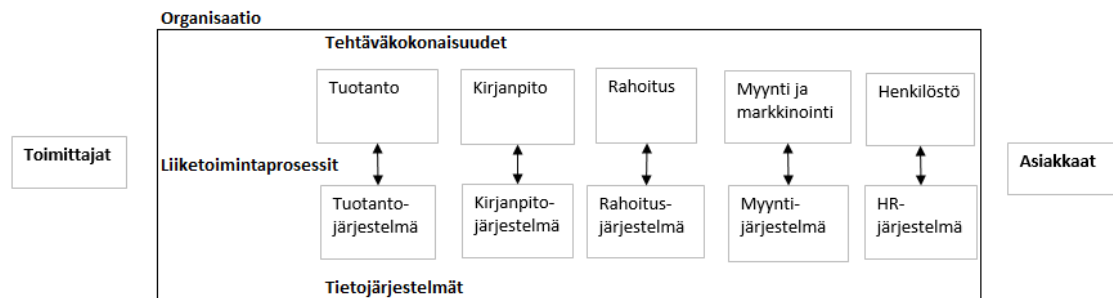 Organisaatio
Tehtäväkokonaisuudet
Tuotanto
Kirjanpito
Rahoitus
Myynti ja
markkinointi
Henkilöstö
Toimittajat
Liiketoimintaprosessit
Asiakkaat
Tuotanto-
järjestelmä
Kirjanpito-
järjestelmä
Rahoitus-
järjestelmä
Myynti-
järjestelmä
HR-
järjestelmä
Tietojärjestelmät